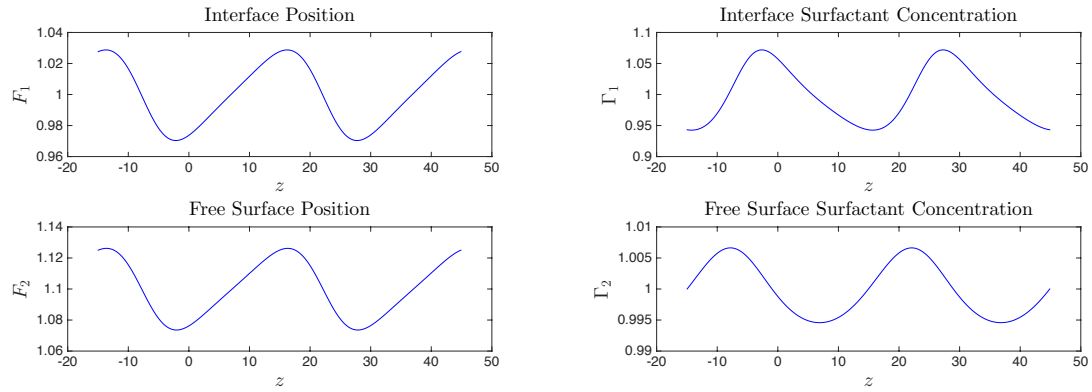 Interface Position
F₁
1.04
1.02
1
0.98
0.96
-20 -10 0 10 20 30 40 50
z
Interface Surfactant Concentration
Γ₁
1.1
1.05
1
0.95
0.9
-20 -10 0 10 20 30 40 50
z
Free Surface Position
F₂
1.14
1.12
1.1
1.08
1.06
-20 -10 0 10 20 30 40 50
z
Free Surface Surfactant Concentration
Γ₂
1.01
1.005
1
0.995
0.99
-20 -10 0 10 20 30 40 50
z